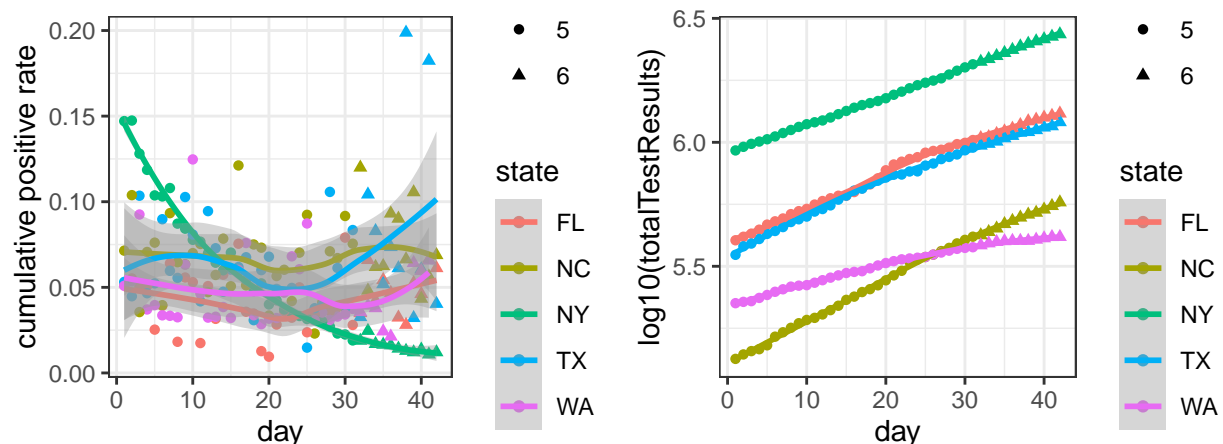 cumulative positive rate
0.20
0.15
0.10
0.05
0.00
0 10 20 30 40
day
5
6
state
FL
NC
NY
TX
WA
log10(totalTestResults)
6.5
6.0
5.5
0 10 20 30 40
day
5
6
state
FL
NC
NY
TX
WA